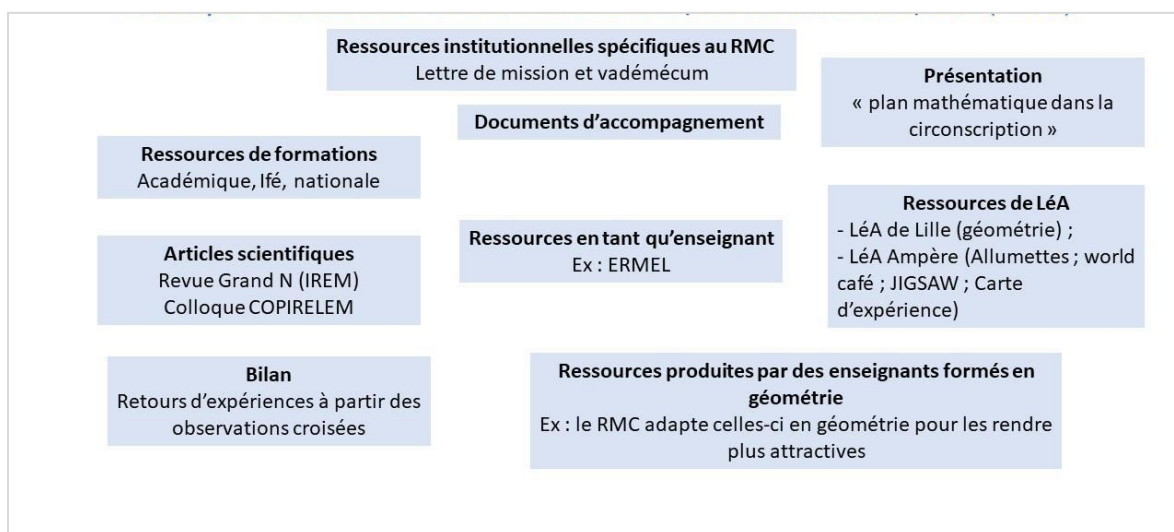 Ressources institutionnelles spécifiques au RMC
Lettre de mission et vadémécum
Présentation
« plan mathématique dans la
circonscription »
Documents d’accompagnement
Ressources de formations
Académique, Ifé, nationale
Ressources de LéA
- LéA de Lille (géométrie) ;
- LéA Ampère (Allumettes ; world
café ; JIGSAW ; Carte
d’expérience)
Ressources en tant qu’enseignant
Ex : ERMEL
Articles scientifiques
Revue Grand N (IREM)
Colloque COPIRELEM
Bilan
Retours d’expériences à partir des
observations croisées
Ressources produites par des enseignants formés en
géométrie
Ex : le RMC adapte celles-ci en géométrie pour les rendre
plus attractives